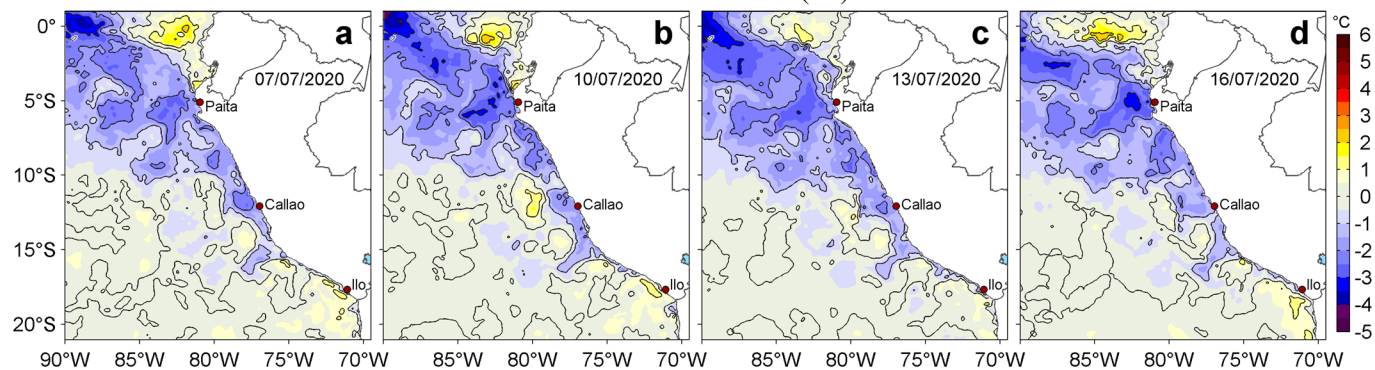 a b c d
07/07/2020 10/07/2020 13/07/2020 16/07/2020
0°
5°S
10°S
15°S
20°S
Paita Paita Paita Paita
Callao Callao Callao Callao
Ilo Ilo Ilo Ilo
90°W 85°W 80°W 75°W 70°W 85°W 80°W 75°W 70°W 85°W 80°W 75°W 70°W 85°W 80°W 75°W 70°W
°C
6
5
4
3
2
1
0
-1
-2
-3
-4
-5